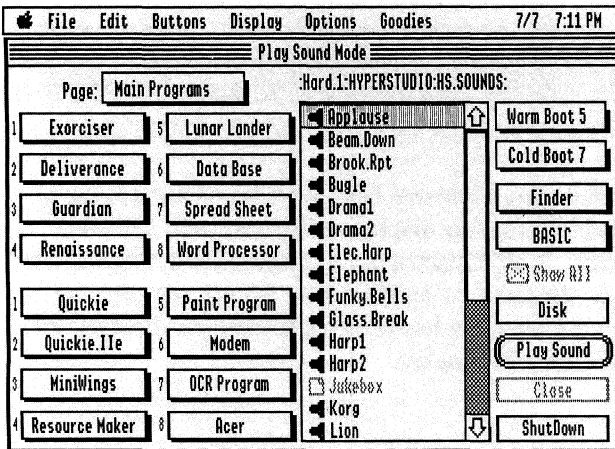 File Edit Buttons Display Options Goodies 7/7 7:11 PM
Play Sound Mode
Page: Main Programs
1 Exorciser
2 Deliverance
3 Guardian
4 Renaissance
5 Lunar Lander
6 Data Base
7 Spread Sheet
8 Word Processor
1 Quickie
2 Quickie.IIe
3 MiniWings
4 Resource Maker
5 Paint Program
6 Modem
7 OCR Program
8 Acer
:Hard.1:HYPERSTUDIO:HS.SOUNDS:
Applause
Beam.Down
Brook.Rpt
Bugle
Drama1
Drama2
Elec.Harp
Elephant
Funky.Bells
Glass.Break
Harp1
Harp2
Jukebox
Korg
Lion
Warm Boot 5
Cold Boot 7
Finder
BASIC
Show All
Disk
Play Sound
Close
ShutDown